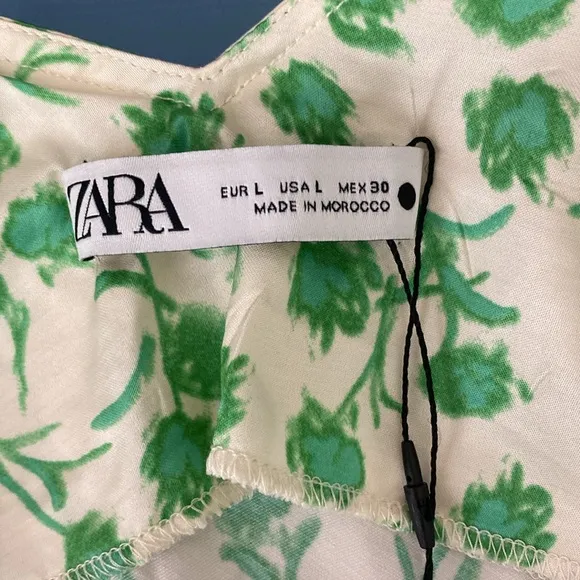 ZARA
EUR L USA L MEX 30
MADE IN MOROCCO